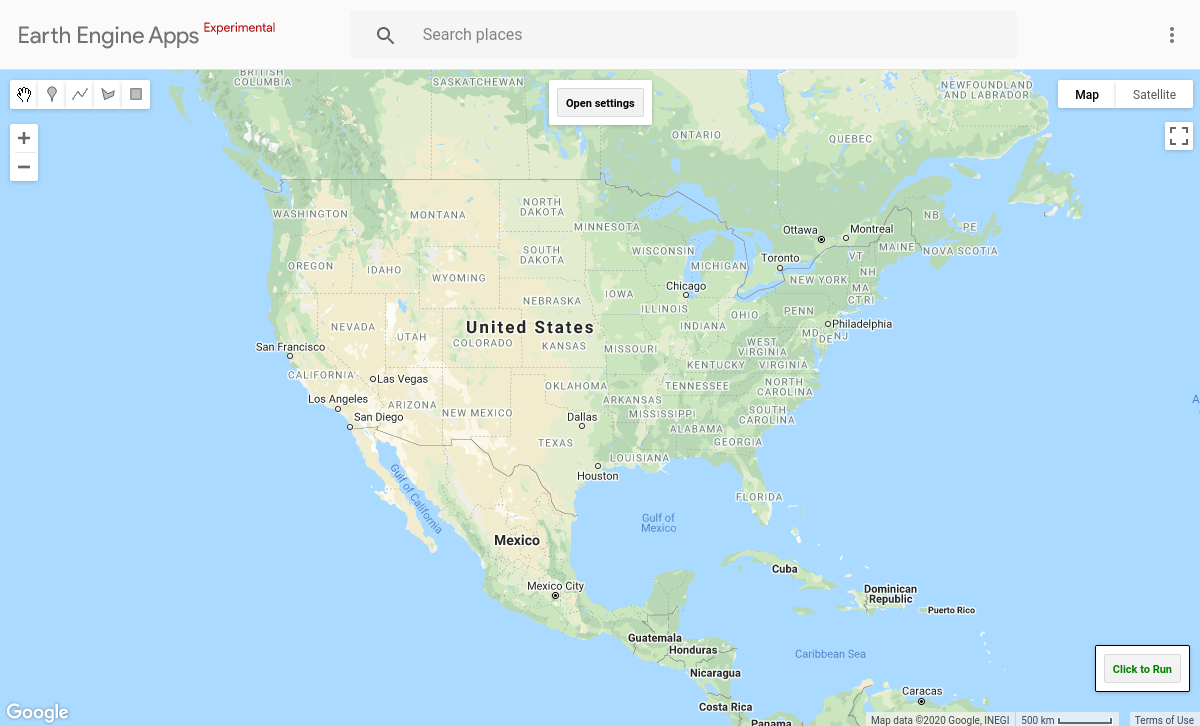 Earth Engine Apps Experimental
Search places
Open settings
Map
Satellite
BRITISH
COLUMBIA
SASKATCHEWAN
NEWFOUNDLAND
AND LABRADOR
ONTARIO
QUEBEC
WASHINGTON
MONTANA
NORTH
DAKOTA
MINNESOTA
Ottawa
Montreal
NB
PE
MAINE
NOVA SCOTIA
OREGON
IDAHO
WYOMING
SOUTH
DAKOTA
WISCONSIN
MICHIGAN
Toronto
VT
NH
NEW YORK
MA
CT
RI
NEBRASKA
IOWA
Chicago
ILLINOIS
INDIANA
OHIO
PENN
Philadelphia
MD
DE
NJ
NEVADA
UTAH
United States
COLORADO
KANSAS
MISSOURI
WEST
VIRGINIA
VIRGINIA
KENTUCKY
San Francisco
CALIFORNIA
Las Vegas
OKLAHOMA
TENNESSEE
NORTH
CAROLINA
Los Angeles
San Diego
ARIZONA
NEW MEXICO
ARKANSAS
MISSISSIPPI
SOUTH
CAROLINA
Dallas
ALABAMA
GEORGIA
TEXAS
LOUISIANA
Houston
FLORIDA
Gulf of California
Gulf of
Mexico
Mexico
Mexico City
Cuba
Dominican
Republic
Puerto Rico
Guatemala
Honduras
Nicaragua
Caribbean Sea
Costa Rica
Panama
Caracas
Click to Run
Google
Map data ©2020 Google, INEGI
500 km
Terms of Use